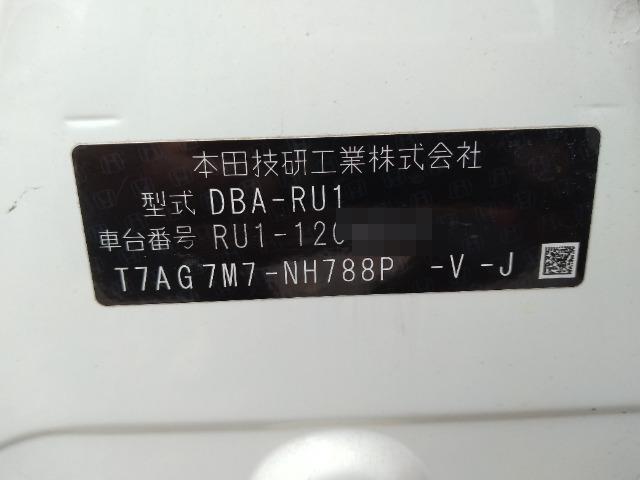 本田技研工業株式会社
型式 DBA-RU1
車台番号 RU1-120
T7AG7M7-NH788P -V -J